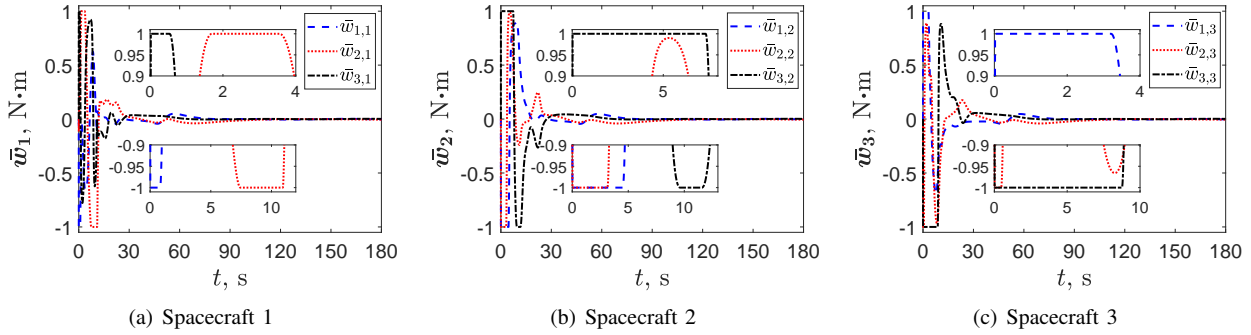 1
0.5
0
-0.5
-1
w̄₁, N•m
w̄₁,₁
w̄₂,₁
w̄₃,₁
1
0.95
0.9
0 2 4
-0.9
-0.95
-1
0 5 10
0 30 60 90 120 150 180
t, s
(a) Spacecraft 1
1
0.5
0
-0.5
-1
w̄₂, N•m
w̄₁,₂
w̄₂,₂
w̄₃,₂
1
0.95
0.9
0 5
-0.9
-0.95
-1
0 5 10
0 30 60 90 120 150 180
t, s
(b) Spacecraft 2
1
0.5
0
-0.5
-1
w̄₃, N•m
w̄₁,₃
w̄₂,₃
w̄₃,₃
1
0.95
0.9
0 2 4
-0.9
-0.95
-1
0 5 10
0 30 60 90 120 150 180
t, s
(c) Spacecraft 3